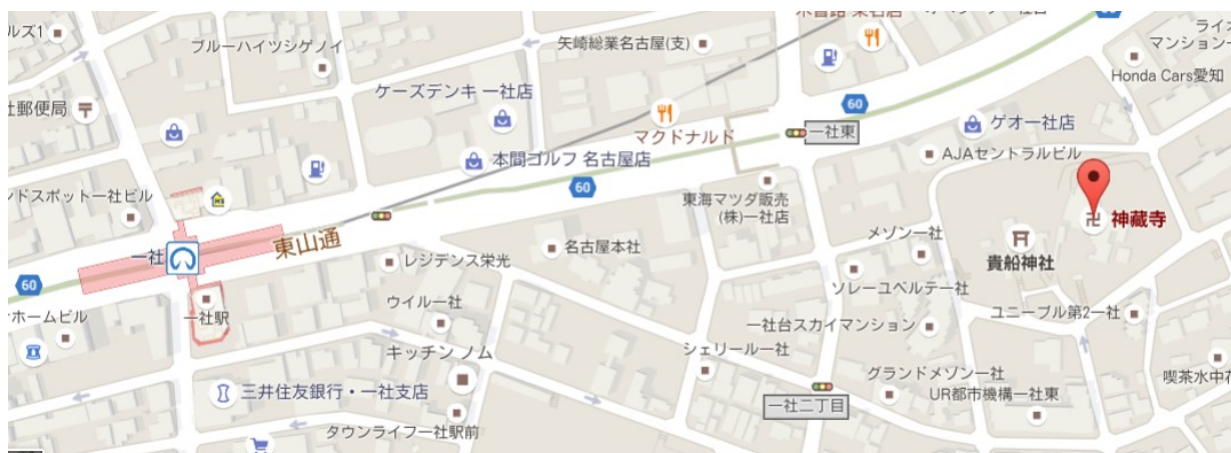 ルズ1
ブルーハイツシゲノイ
矢崎総業名古屋(支)
ライ
マンション一
Honda Cars愛知
社郵便局
ケーズデンキ 一社店
60
マクドナルド
一社東
ゲオ一社店
本間ゴルフ 名古屋店
AJAセントラルビル
60
ンドスポット一社ビル
東海マツダ販売
(株)一社店
神蔵寺
東山通
一社
名古屋本社
メゾン一社
貴船神社
レジデンス栄光
60
ソレーユベルテ一社
ウイル一社
一社駅
ーホームビル
ユニーブル第2一社
一社台スカイマンション
キッチン ノム
シェリール一社
グランドメゾン一社
喫茶水中花
三井住友銀行・一社支店
UR都市機構一社東
一社二丁目
タウンライフ一社駅前